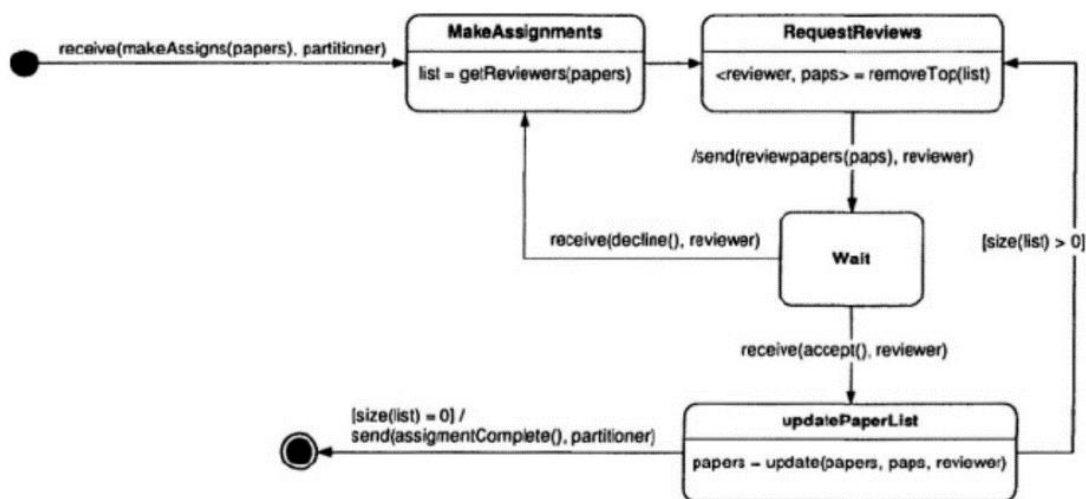 receive(makeAssigns(papers), partitioner)
MakeAssignments
list = getReviewers(papers)
RequestReviews
<reviewer, paps> = removeTop(list)
/send(reviewpapers(paps), reviewer)
receive(decline(), reviewer)
Wait
[size(list) > 0]
receive(accept(), reviewer)
[size(list) = 0] /
send(assigmentComplete(), partitioner)
updatePaperList
papers = update(papers, paps, reviewer)